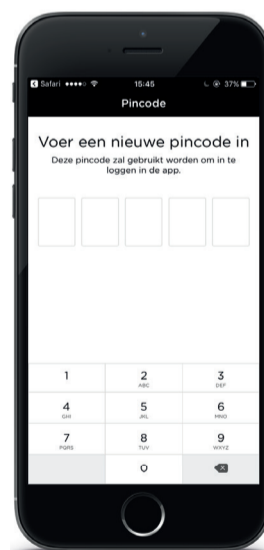 Safari 15:45 37%
Pincode
Voer een nieuwe pincode in
Deze pincode zal gebruikt worden om in te
loggen in de app.
1 2 3
ABC DEF
4 5 6
GHI JKL MNO
7 8 9
PQRS TUV WXYZ
0